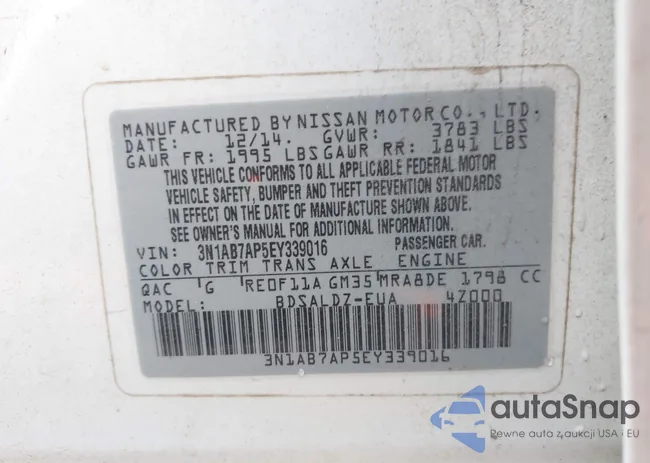 MANUFACTURED BY NISSAN MOTOR CO., LTD.
DATE: 12/14. GVWR: 3783 LBS
GAWR FR: 1995 LBS GAWR RR: 1841 LBS
THIS VEHICLE CONFORMS TO ALL APPLICABLE FEDERAL MOTOR
VEHICLE SAFETY, BUMPER AND THEFT PREVENTION STANDARDS
IN EFFECT ON THE DATE OF MANUFACTURE SHOWN ABOVE.
SEE OWNER'S MANUAL FOR ADDITIONAL INFORMATION.
VIN: 3N1AB7AP5EY339016 PASSENGER CAR.
COLOR TRIM TRANS AXLE ENGINE
QAC G RE0F11A GM35 MRA8DE 1798 CC
MODEL: BDSALDZ-EUA 4Z000
3N1AB7AP5EY339016
autaSnap
Pewne auta z aukcji USA i EU